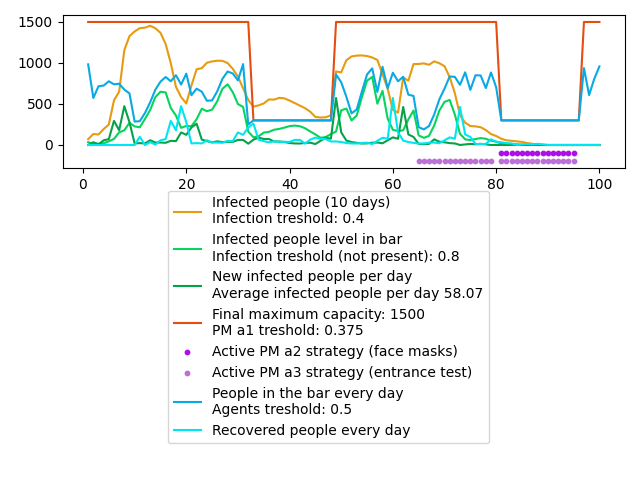 1500
1000
500
0
0
20
40
60
80
100
Infected people (10 days)
Infection treshold: 0.4
Infected people level in bar
Infection treshold (not present): 0.8
New infected people per day
Average infected people per day 58.07
Final maximum capacity: 1500
PM a1 treshold: 0.375
Active PM a2 strategy (face masks)
Active PM a3 strategy (entrance test)
People in the bar every day
Agents treshold: 0.5
Recovered people every day